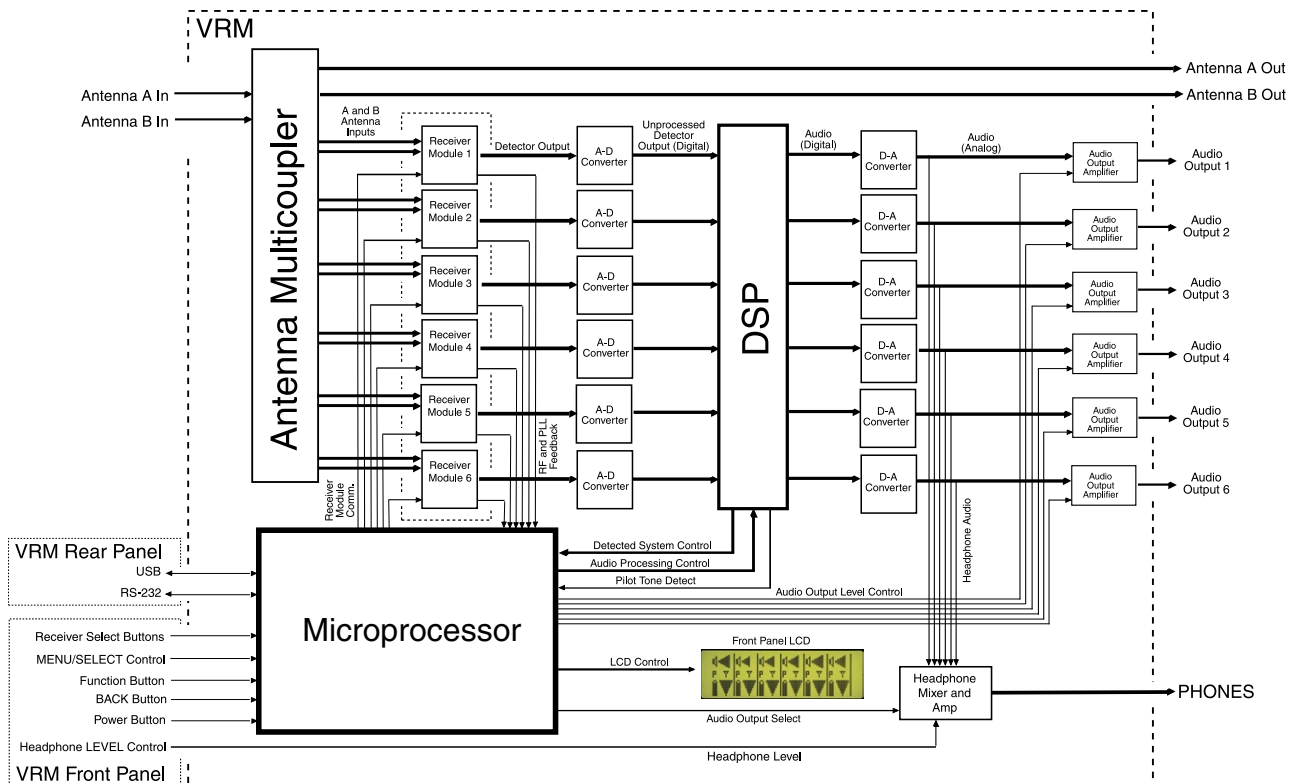 VRM
Antenna A In
Antenna B In
Antenna Multicoupler
Antenna A Out
Antenna B Out
A and B
Antenna
Inputs
Receiver
Module 1
Detector Output
A-D
Converter
Unprocessed
Detector
Output (Digital)
DSP
Audio
(Digital)
D-A
Converter
Audio
(Analog)
Audio
Output
Amplifier
Audio
Output 1
Receiver
Module 2
A-D
Converter
D-A
Converter
Audio
Output
Amplifier
Audio
Output 2
Receiver
Module 3
A-D
Converter
D-A
Converter
Audio
Output
Amplifier
Audio
Output 3
Receiver
Module 4
A-D
Converter
D-A
Converter
Audio
Output
Amplifier
Audio
Output 4
Receiver
Module 5
A-D
Converter
D-A
Converter
Audio
Output
Amplifier
Audio
Output 5
Receiver
Module 6
A-D
Converter
D-A
Converter
Audio
Output
Amplifier
Audio
Output 6
Receiver
Module
Comm.
RF and PLL
Feedback
Headphone Audio
VRM Rear Panel
USB
RS-232
Microprocessor
Detected System Control
Audio Processing Control
Pilot Tone Detect
Audio Output Level Control
Receiver Select Buttons
MENU/SELECT Control
Function Button
BACK Button
Power Button
Headphone LEVEL Control
VRM Front Panel
LCD Control
Front Panel LCD
Audio Output Select
Headphone Level
Headphone
Mixer and
Amp
PHONES